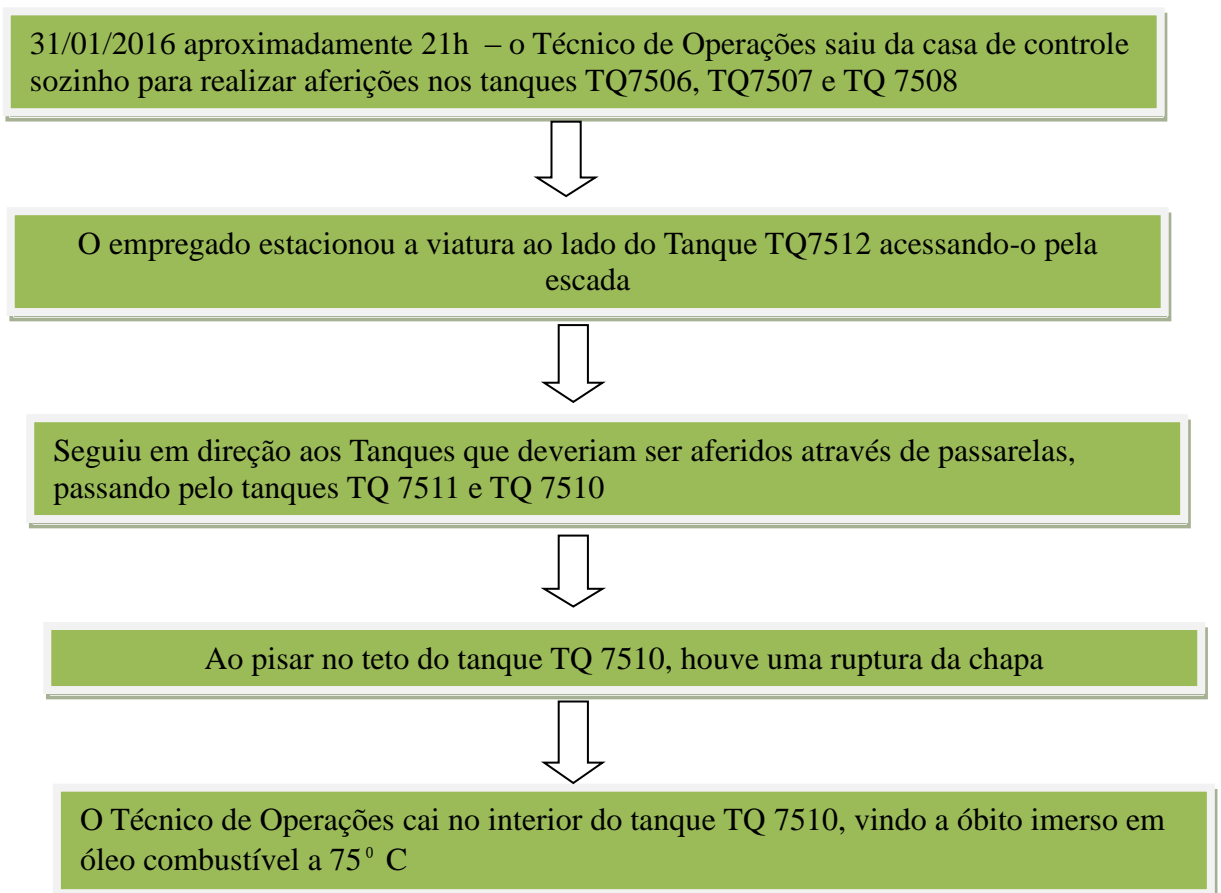 31/01/2016 aproximadamente 21h – o Técnico de Operações saiu da casa de controle
sozinho para realizar aferições nos tanques TQ7506, TQ7507 e TQ 7508
O empregado estacionou a viatura ao lado do Tanque TQ7512 acessando-o pela
escada
Seguiu em direção aos Tanques que deveriam ser aferidos através de passarelas,
passando pelo tanques TQ 7511 e TQ 7510
Ao pisar no teto do tanque TQ 7510, houve uma ruptura da chapa
O Técnico de Operações cai no interior do tanque TQ 7510, vindo a óbito imerso em
óleo combustível a 75⁰ C